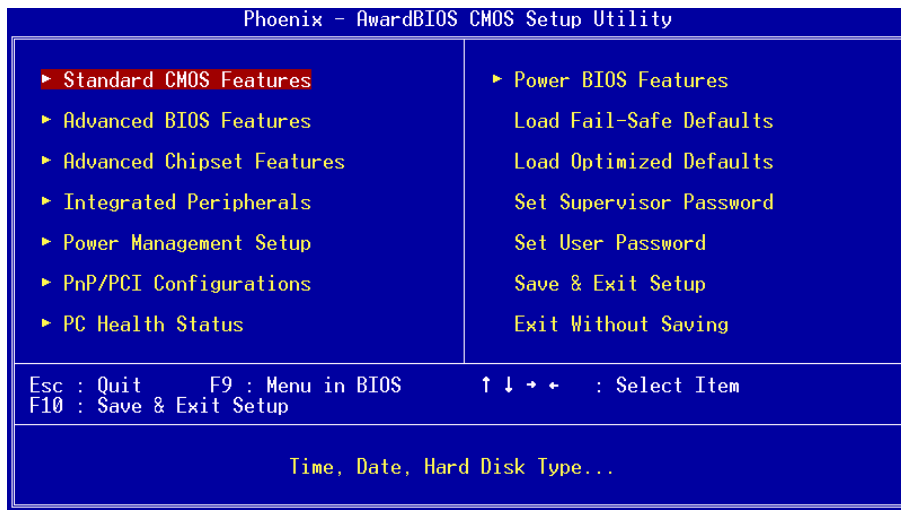 Phoenix - AwardBIOS CMOS Setup Utility
► Standard CMOS Features
► Advanced BIOS Features
► Advanced Chipset Features
► Integrated Peripherals
► Power Management Setup
► PnP/PCI Configurations
► PC Health Status
► Power BIOS Features
Load Fail-Safe Defaults
Load Optimized Defaults
Set Supervisor Password
Set User Password
Save & Exit Setup
Exit Without Saving
Esc : Quit F9 : Menu in BIOS ↑ ↓ → ← : Select Item
F10 : Save & Exit Setup
Time, Date, Hard Disk Type...